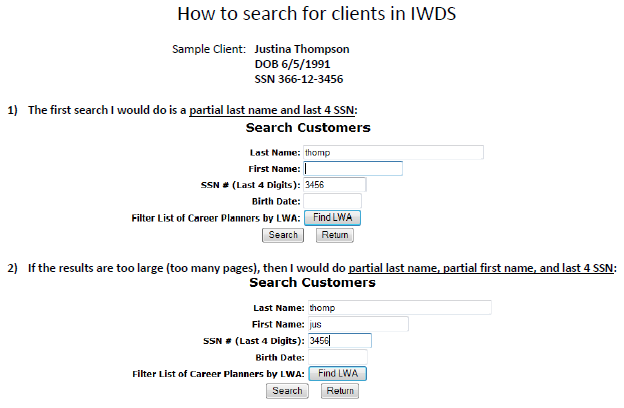 How to search for clients in IWDS
Sample Client: Justina Thompson
DOB 6/5/1991
SSN 366-12-3456
1) The first search I would do is a partial last name and last 4 SSN:
Search Customers
Last Name: thomp
First Name:
SSN # (Last 4 Digits): 3456
Birth Date:
Filter List of Career Planners by LWA: Find LWA
Search Return
2) If the results are too large (too many pages), then I would do partial last name, partial first name, and last 4 SSN:
Search Customers
Last Name: thomp
First Name: jus
SSN # (Last 4 Digits): 3456
Birth Date:
Filter List of Career Planners by LWA: Find LWA
Search Return